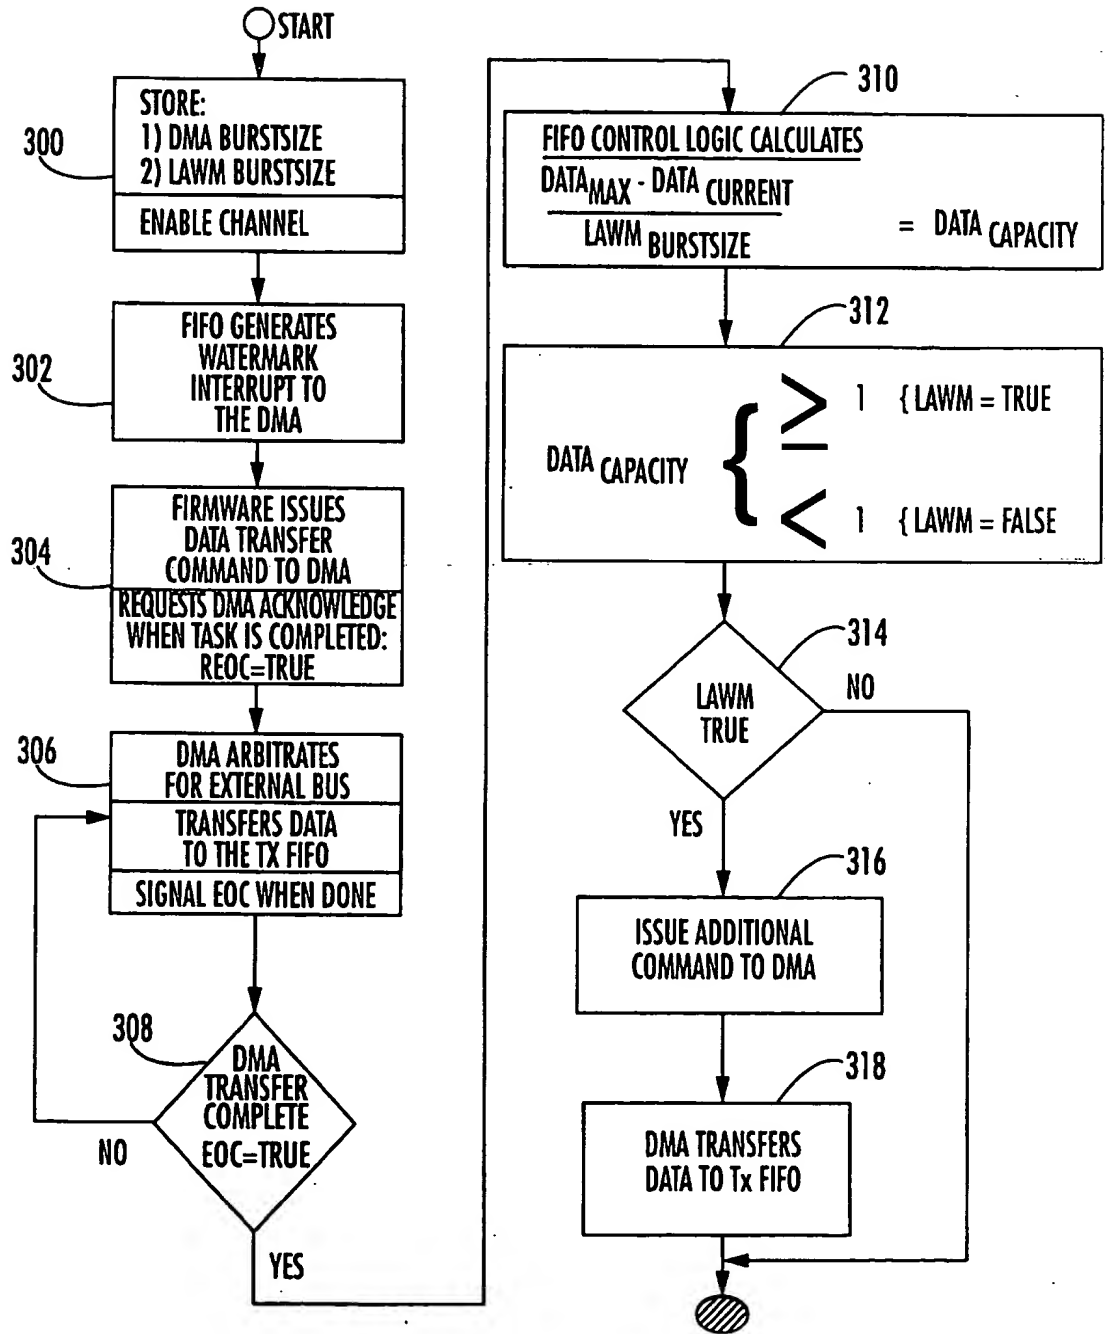 START
300
STORE:
1) DMA BURSTSIZE
2) LAWM BURSTSIZE
ENABLE CHANNEL
302
FIFO GENERATES
WATERMARK
INTERRUPT TO
THE DMA
304
FIRMWARE ISSUES
DATA TRANSFER
COMMAND TO DMA
REQUESTS DMA ACKNOWLEDGE
WHEN TASK IS COMPLETED:
REOC=TRUE
306
DMA ARBITRATES
FOR EXTERNAL BUS
TRANSFERS DATA
TO THE TX FIFO
SIGNAL EOC WHEN DONE
308
DMA
TRANSFER
COMPLETE
EOC=TRUE
NO
YES
310
FIFO CONTROL LOGIC CALCULATES
DATA MAX - DATA CURRENT
LAWM BURSTSIZE = DATA CAPACITY
312
≥ 1 { LAWM = TRUE
DATA CAPACITY {
< 1 { LAWM = FALSE
314
LAWM
TRUE
NO
YES
316
ISSUE ADDITIONAL
COMMAND TO DMA
318
DMA TRANSFERS
DATA TO Tx FIFO